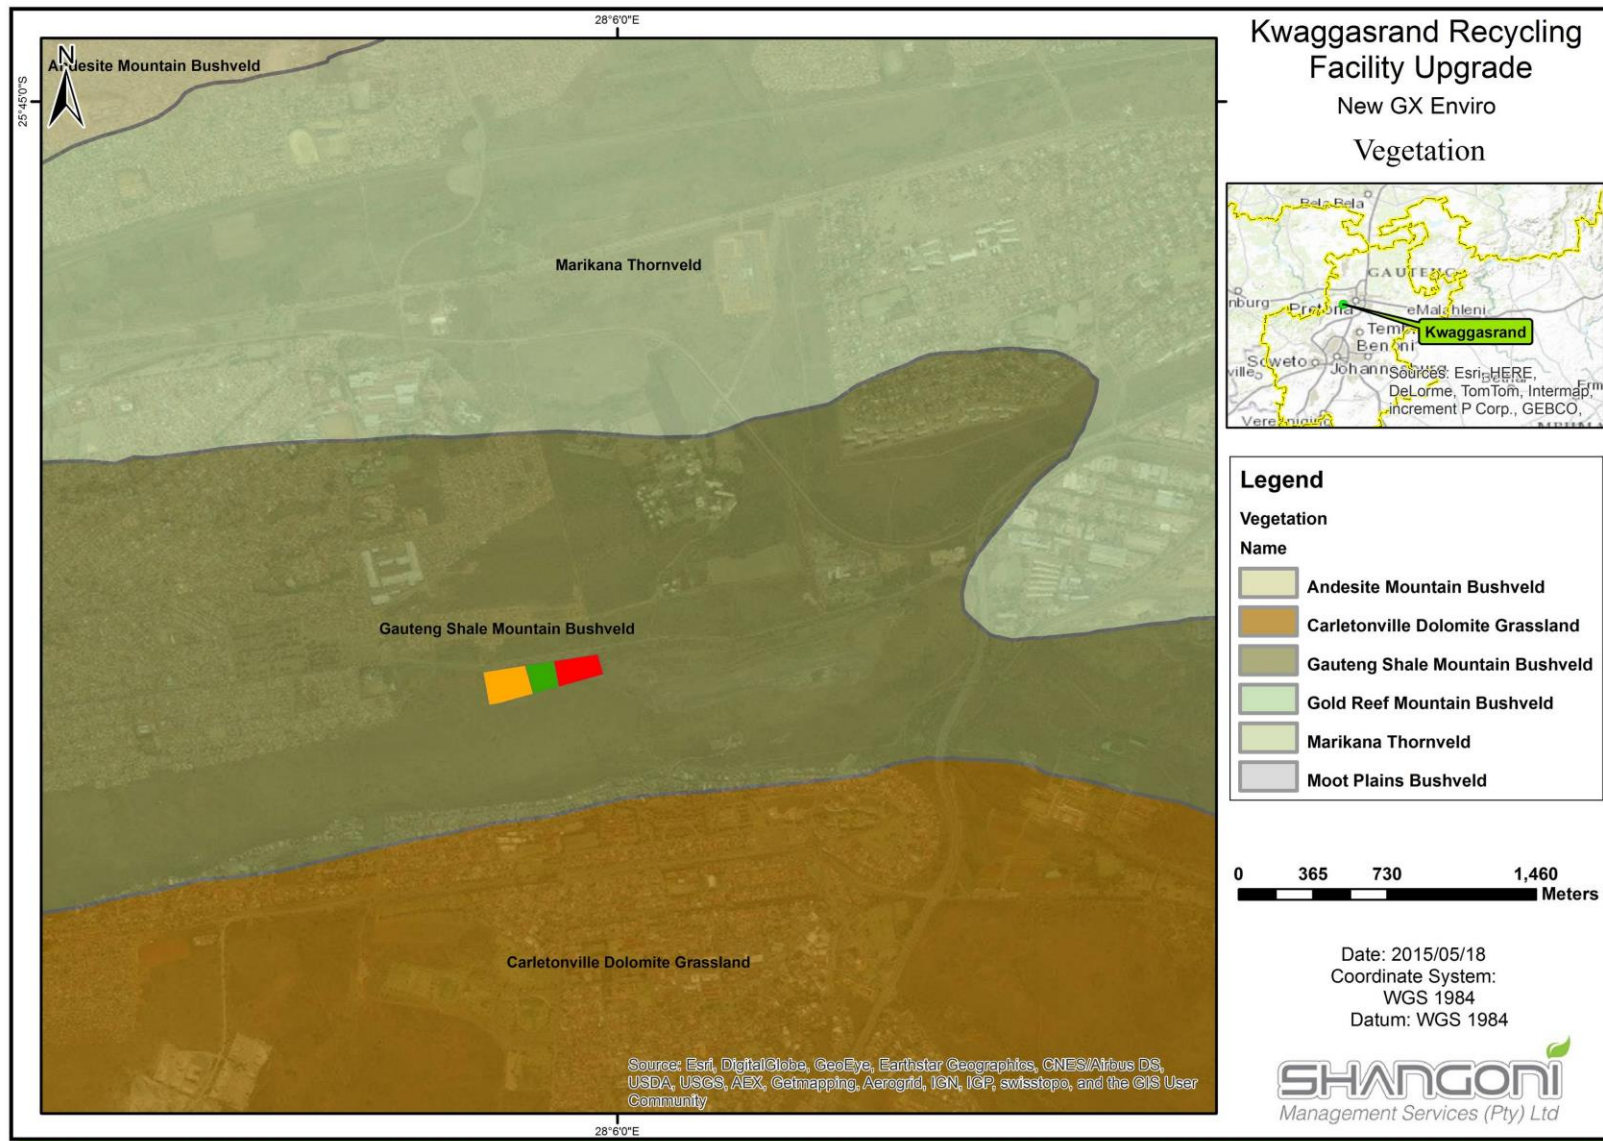 28°6'0"E
25°45'0"S
N
Andesite Mountain Bushveld
Marikana Thornveld
Gauteng Shale Mountain Bushveld
Carletonville Dolomite Grassland
Source: Esri, DigitalGlobe, GeoEye, Earthstar Geographics, CNES/Airbus DS,
USDA, USGS, AEX, Getmapping, Aerogrid, IGN, IGP, swisstopo, and the GIS User
Community
28°6'0"E
Kwaggasrand Recycling
Facility Upgrade
New GX Enviro
Vegetation
Bela Bela
GAUTENG
nburg
Pretoria
eMalahleni
Kwaggasrand
Tem
Benoni
Soweto
Johannesburg
ville
Sources: Esri, HERE,
DeLorme, TomTom, Intermap,
increment P Corp., GEBCO,
Erm
Vereeniging
Legend
Vegetation
Name
Andesite Mountain Bushveld
Carletonville Dolomite Grassland
Gauteng Shale Mountain Bushveld
Gold Reef Mountain Bushveld
Marikana Thornveld
Moot Plains Bushveld
0 365 730 1,460
Meters
Date: 2015/05/18
Coordinate System:
WGS 1984
Datum: WGS 1984
SHANGONI
Management Services (Pty) Ltd